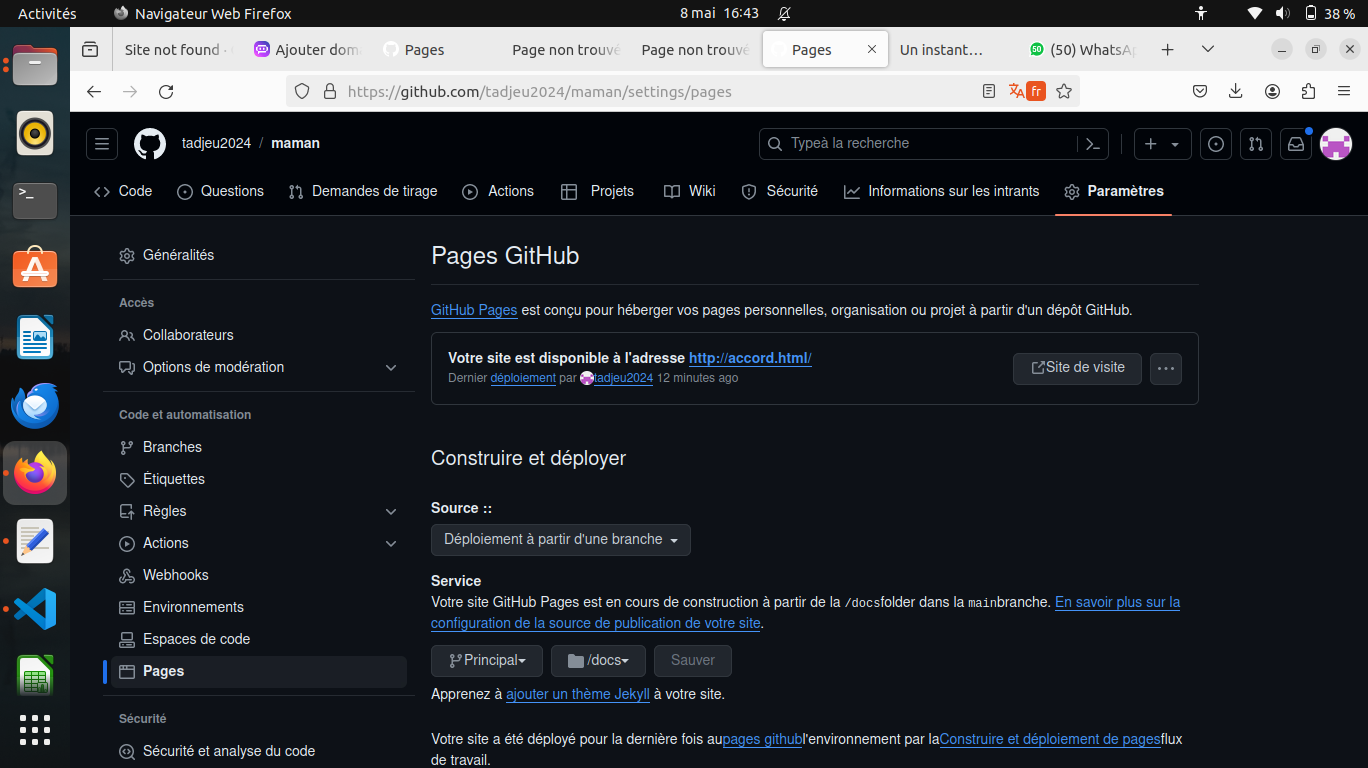 Activités
Navigateur Web Firefox
8 mai 16:43
38 %
Site not found ·
Ajouter dom
Pages
Page non trouvé
Page non trouvé
Pages
Un instant…
50
(50) WhatsAp
https://github.com/tadjeu2024/maman/settings/pages
fr
tadjeu2024 / maman
Typeà la recherche
Code
Questions
Demandes de tirage
Actions
Projets
Wiki
Sécurité
Informations sur les intrants
Paramètres
Généralités
Accès
Collaborateurs
Options de modération
Code et automatisation
Branches
Étiquettes
Règles
Actions
Webhooks
Environnements
Espaces de code
Pages
Sécurité
Sécurité et analyse du code
Pages GitHub
GitHub Pages est conçu pour héberger vos pages personnelles, organisation ou projet à partir d'un dépôt GitHub.
Votre site est disponible à l'adresse http://accord.html/
Dernier déploiement par tadjeu2024 12 minutes ago
Site de visite
Construire et déployer
Source ::
Déploiement à partir d'une branche
Service
Votre site GitHub Pages est en cours de construction à partir de la /docsfolder dans la mainbranche. En savoir plus sur la
configuration de la source de publication de votre site.
Principal
/docs
Sauver
Apprenez à ajouter un thème Jekyll à votre site.
Votre site a été déployé pour la dernière fois aupages githubl'environnement par laConstruire et déploiement de pagesflux
de travail.